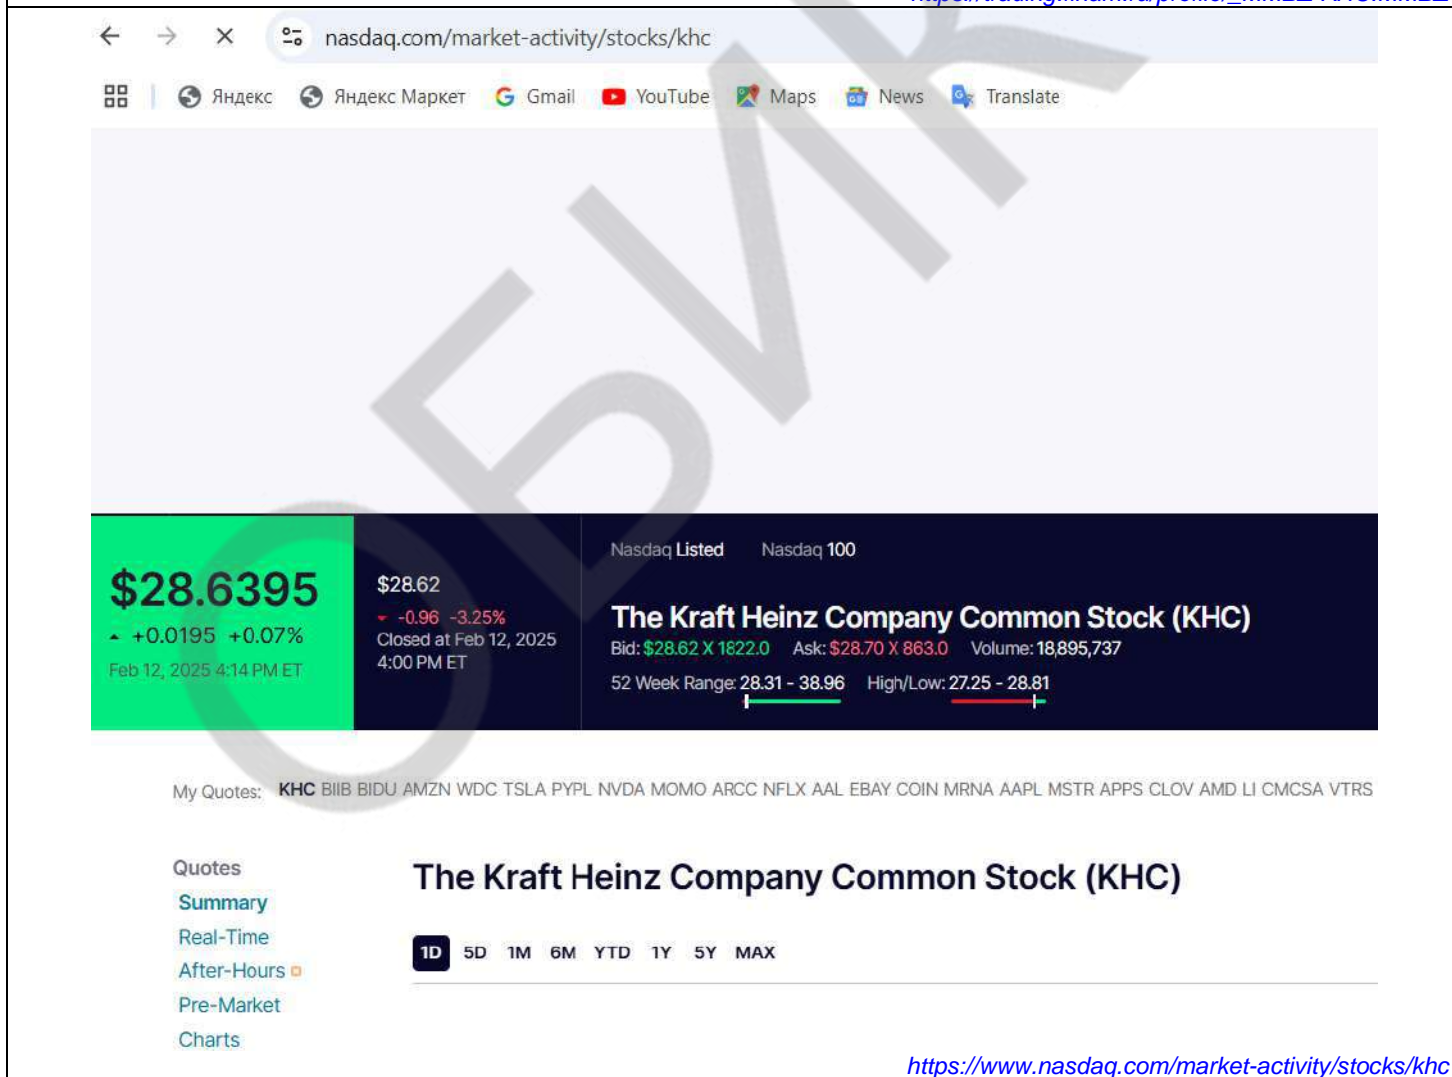 nasdaq.com/market-activity/stocks/khc
Яндекс Яндекс Маркет Gmail YouTube Maps News Translate
ОБИК
Nasdaq Listed Nasdaq 100
$28.6395
+0.0195 +0.07%
Feb 12, 2025 4:14 PM ET
$28.62
-0.96 -3.25%
Closed at Feb 12, 2025
4:00 PM ET
The Kraft Heinz Company Common Stock (KHC)
Bid: $28.62 X 1822.0 Ask: $28.70 X 863.0 Volume: 18,895,737
52 Week Range: 28.31 - 38.96 High/Low: 27.25 - 28.81
My Quotes: KHC BIIB BIDU AMZN WDC TSLA PYPL NVDA MOMO ARCC NFLX AAL EBAY COIN MRNA AAPL MSTR APPS CLOV AMD LI CMCSA VTRS
Quotes
Summary
Real-Time
After-Hours
Pre-Market
Charts
The Kraft Heinz Company Common Stock (KHC)
1D 5D 1M 6M YTD 1Y 5Y MAX
https://www.nasdaq.com/market-activity/stocks/khc